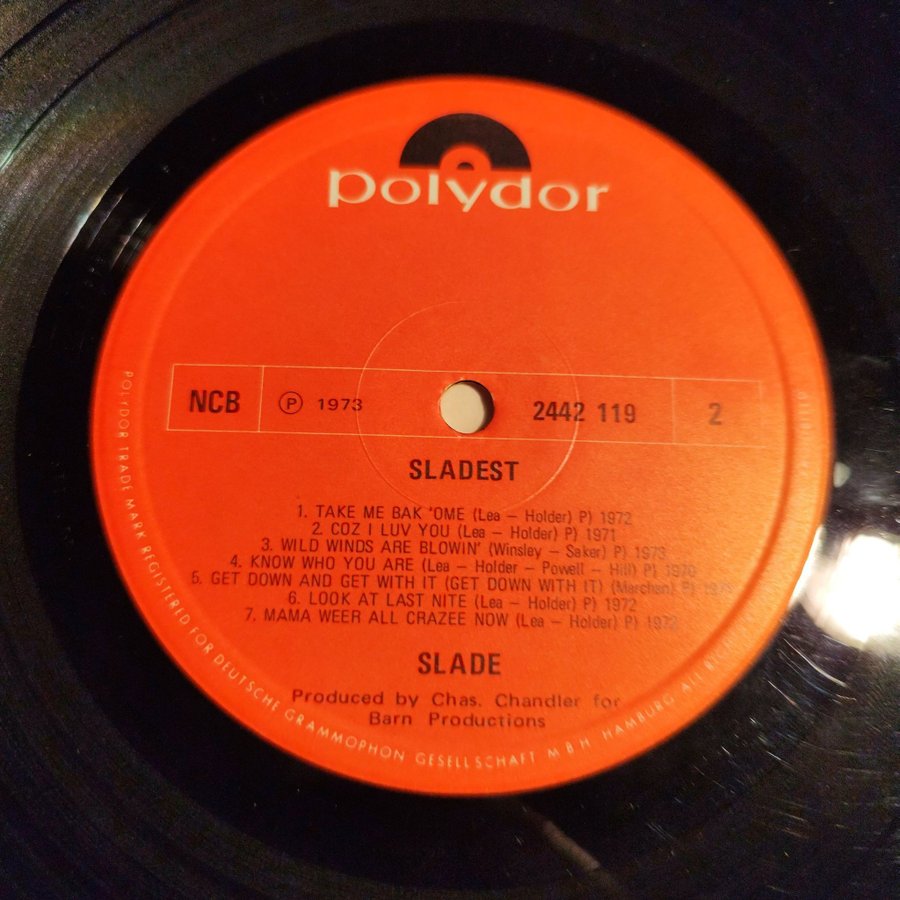 polydor
NCB
Ⓟ 1973
2442 119
2
SLADEST
1. TAKE ME BAK 'OME (Lea – Holder) P) 1972
2. COZ I LUV YOU (Lea – Holder) P) 1971
3. WILD WINDS ARE BLOWIN' (Winsley – Saker) P) 1973
4. KNOW WHO YOU ARE (Lea – Holder – Powell – Hill) P) 1970
5. GET DOWN AND GET WITH IT (GET DOWN WITH IT) (Marchan) P)
6. LOOK AT LAST NITE (Lea – Holder) P) 1972
7. MAMA WEER ALL CRAZEE NOW (Lea – Holder) P) 1972
SLADE
Produced by Chas. Chandler for
Barn Productions
POLYDOR TRADE MARK REGISTERED FOR DEUTSCHE GRAMMOPHON GESELLSCHAFT M B H HAMBURG ALL